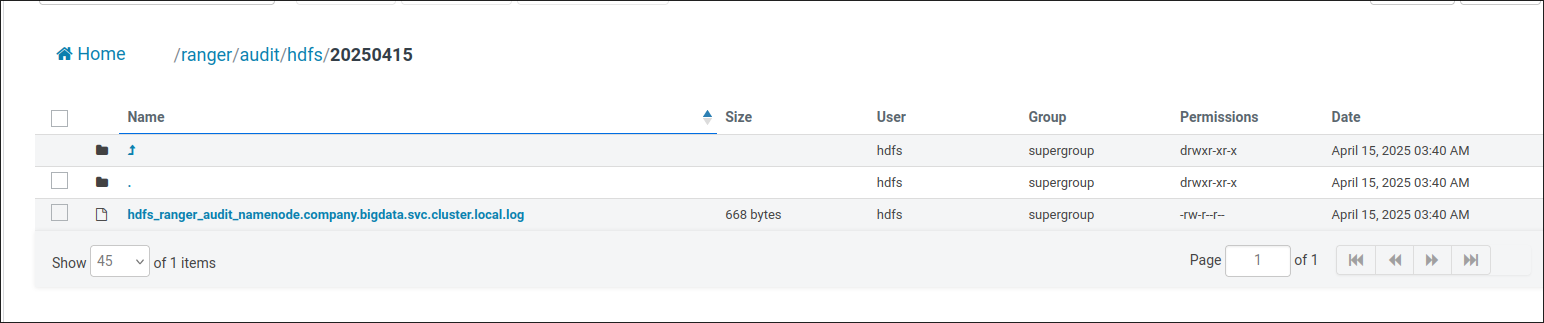 Home /ranger/audit/hdfs/20250415
Name Size User Group Permissions Date
hdfs supergroup drwxr-xr-x April 15, 2025 03:40 AM
. hdfs supergroup drwxr-xr-x April 15, 2025 03:40 AM
hdfs_ranger_audit_namenode.company.bigdata.svc.cluster.local.log 668 bytes hdfs supergroup -rw-r--r-- April 15, 2025 03:40 AM
Show 45 of 1 items Page 1 of 1